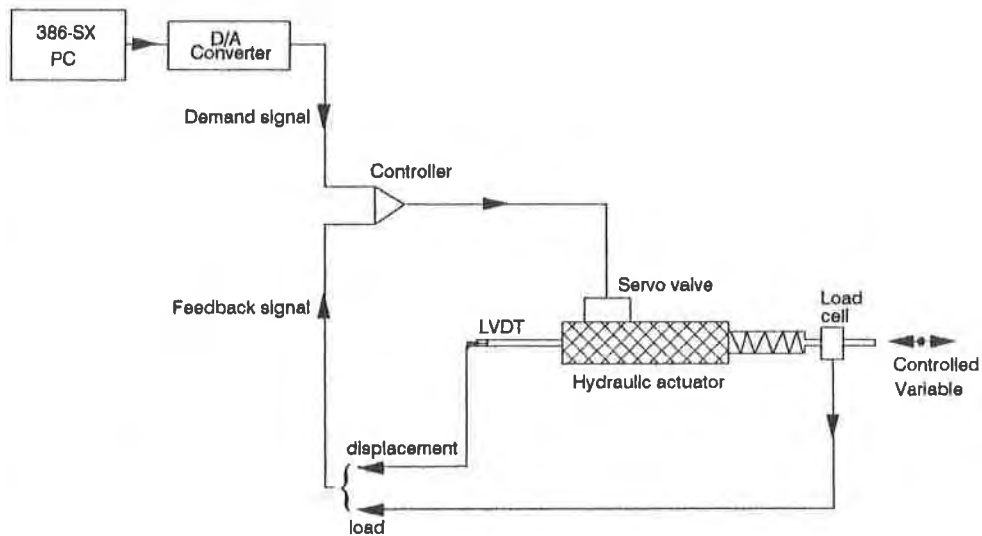 386-SX
PC
D/A
Converter
Demand signal
Controller
Servo valve
Load
cell
Feedback signal
LVDT
Hydraulic actuator
Controlled
Variable
displacement
load